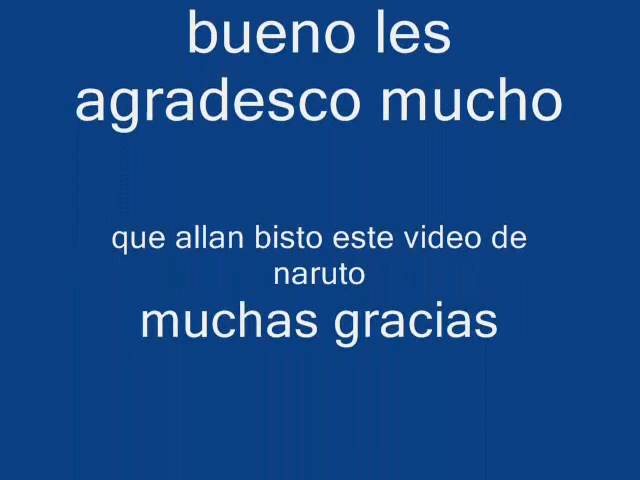 bueno les
agradesco mucho
que allan bisto este video de
naruto
muchas gracias